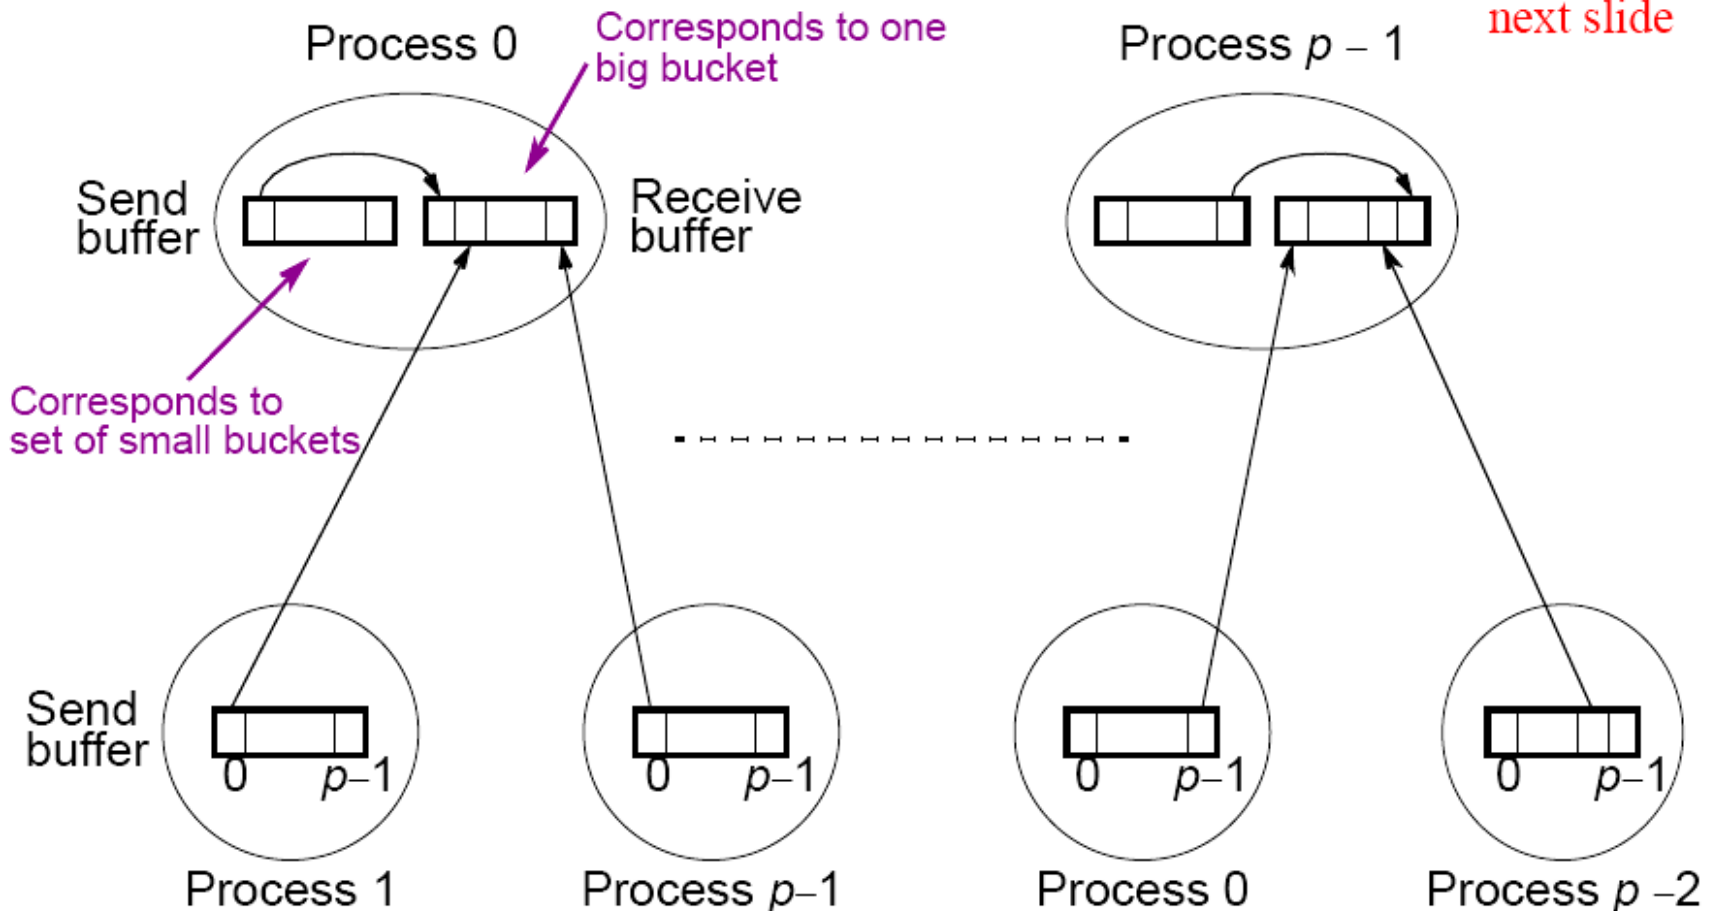 next slide
Process 0
Corresponds to one
big bucket
Process p – 1
Send
buffer
Receive
buffer
Corresponds to
set of small buckets
Send
buffer
0
p–1
0
p–1
0
p–1
0
p–1
Process 1
Process p–1
Process 0
Process p –2